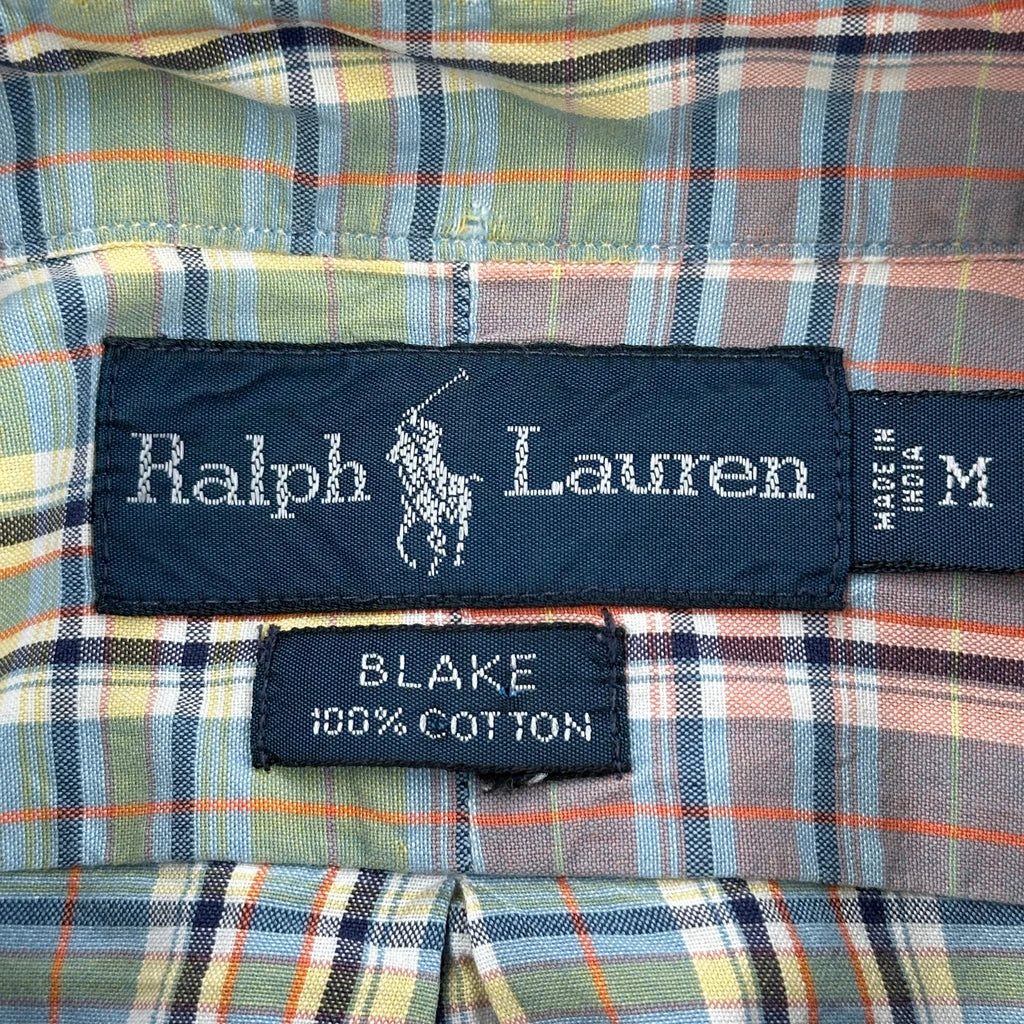 Ralph Lauren
MADE IN
INDIA
M
BLAKE
100% COTTON